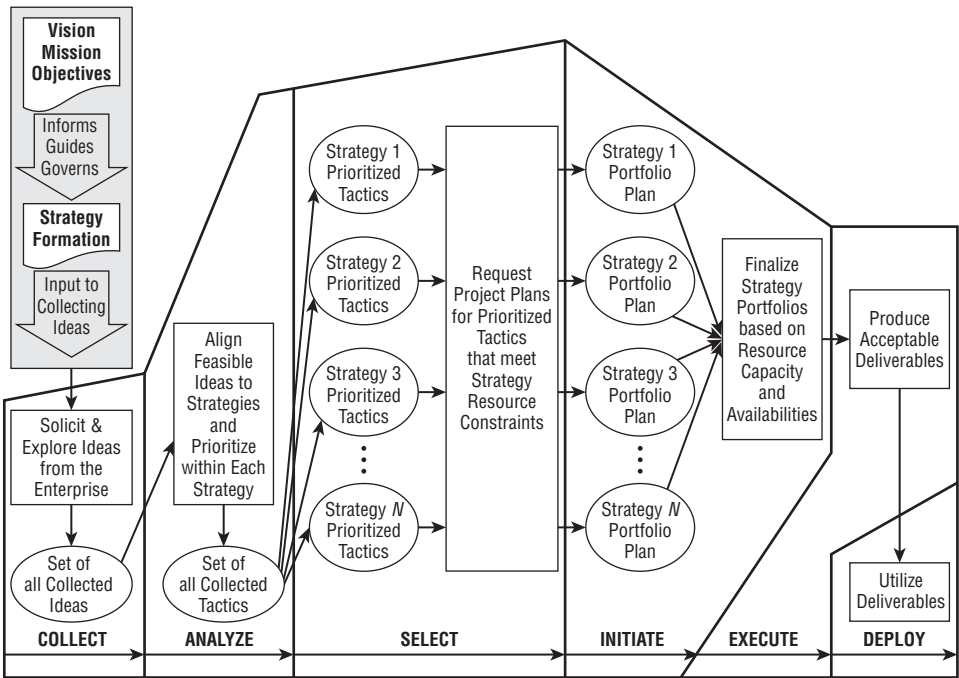 Vision
Mission
Objectives
Informs
Guides
Governs
Strategy
Formation
Input to
Collecting
Ideas
Solicit &
Explore Ideas
from the
Enterprise
Set of
all Collected
Ideas
COLLECT
Align
Feasible
Ideas to
Strategies
and
Prioritize
within Each
Strategy
Set of
all Collected
Tactics
ANALYZE
Strategy 1
Prioritized
Tactics
Strategy 2
Prioritized
Tactics
Strategy 3
Prioritized
Tactics
Strategy N
Prioritized
Tactics
Request
Project Plans
for Prioritized
Tactics
that meet
Strategy
Resource
Constraints
SELECT
Strategy 1
Portfolio
Plan
Strategy 2
Portfolio
Plan
Strategy 3
Portfolio
Plan
Strategy N
Portfolio
Plan
INITIATE
Finalize
Strategy
Portfolios
based on
Resource
Capacity
and
Availabilities
EXECUTE
Produce
Acceptable
Deliverables
Utilize
Deliverables
DEPLOY